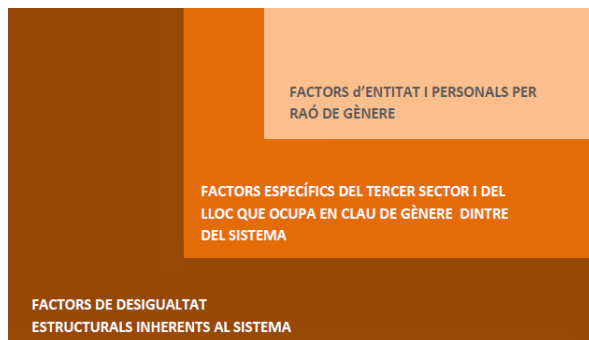 FACTORS d’ENTITAT I PERSONALS PER
RAÓ DE GÈNERE
FACTORS ESPECÍFICS DEL TERCER SECTOR I DEL
LLOC QUE OCUPA EN CLAU DE GÈNERE DINTRE
DEL SISTEMA
FACTORS DE DESIGUALTAT
ESTRUCTURALS INHERENTS AL SISTEMA